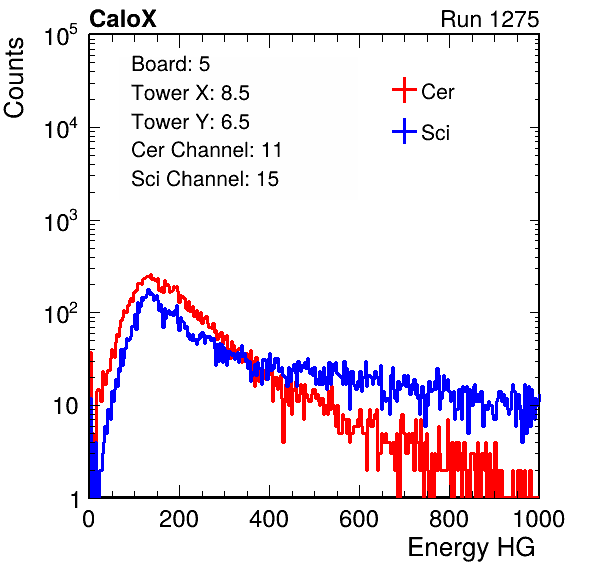 CaloX Run 1275
Counts
10^5
10^4
10^3
10^2
10
1
Board: 5
Tower X: 8.5
Tower Y: 6.5
Cer Channel: 11
Sci Channel: 15
Cer
Sci
0 200 400 600 800 1000
Energy HG